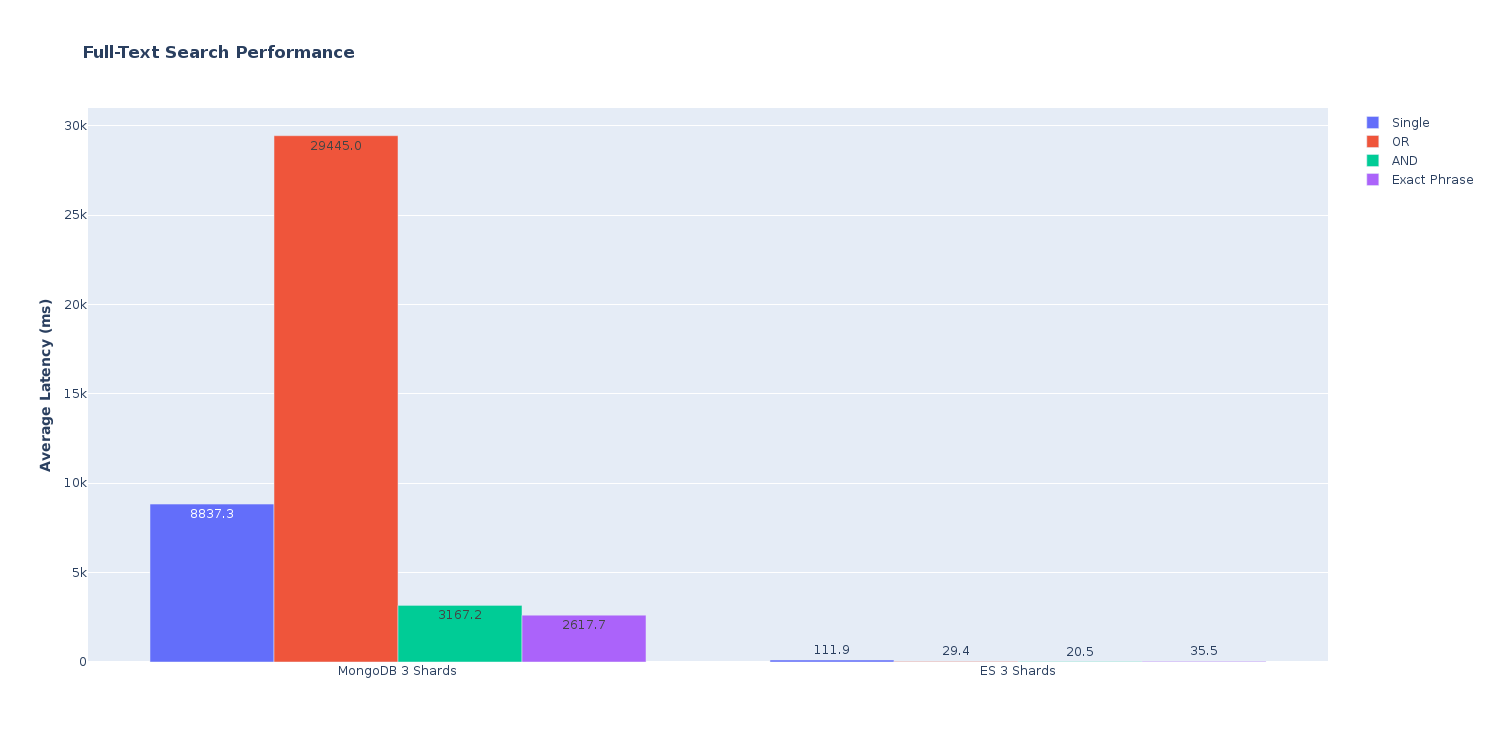 Full-Text Search Performance
Single
OR
AND
Exact Phrase
Average Latency (ms)
30k
25k
20k
15k
10k
5k
0
8837.3
29445.0
3167.2
2617.7
111.9
29.4
20.5
35.5
MongoDB 3 Shards
ES 3 Shards